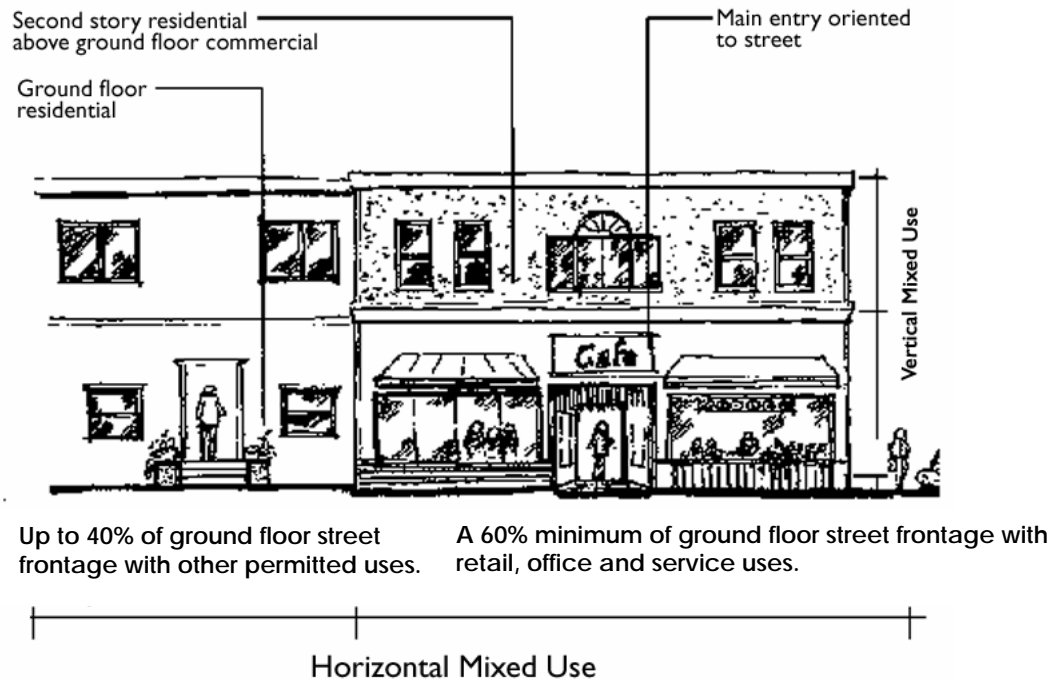 Second story residential
above ground floor commercial
Main entry oriented
to street
Ground floor
residential
Vertical Mixed Use
Cafe
Up to 40% of ground floor street
frontage with other permitted uses.
A 60% minimum of ground floor street frontage with
retail, office and service uses.
Horizontal Mixed Use